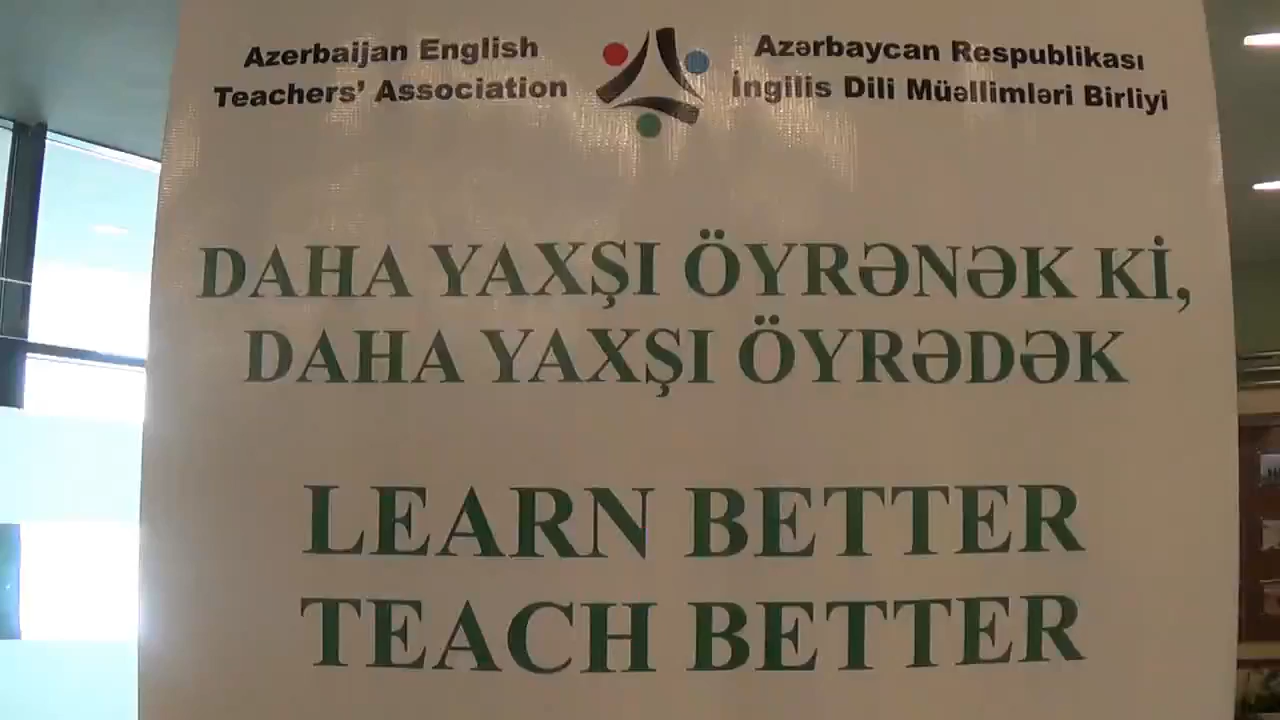 Azerbaijan English
Teachers' Association
Azərbaycan Respublikası
İngilis Dili Müəllimləri Birliyi
DAHA YAXŞI ÖYRƏNƏK Kİ,
DAHA YAXŞI ÖYRƏDƏK
LEARN BETTER
TEACH BETTER